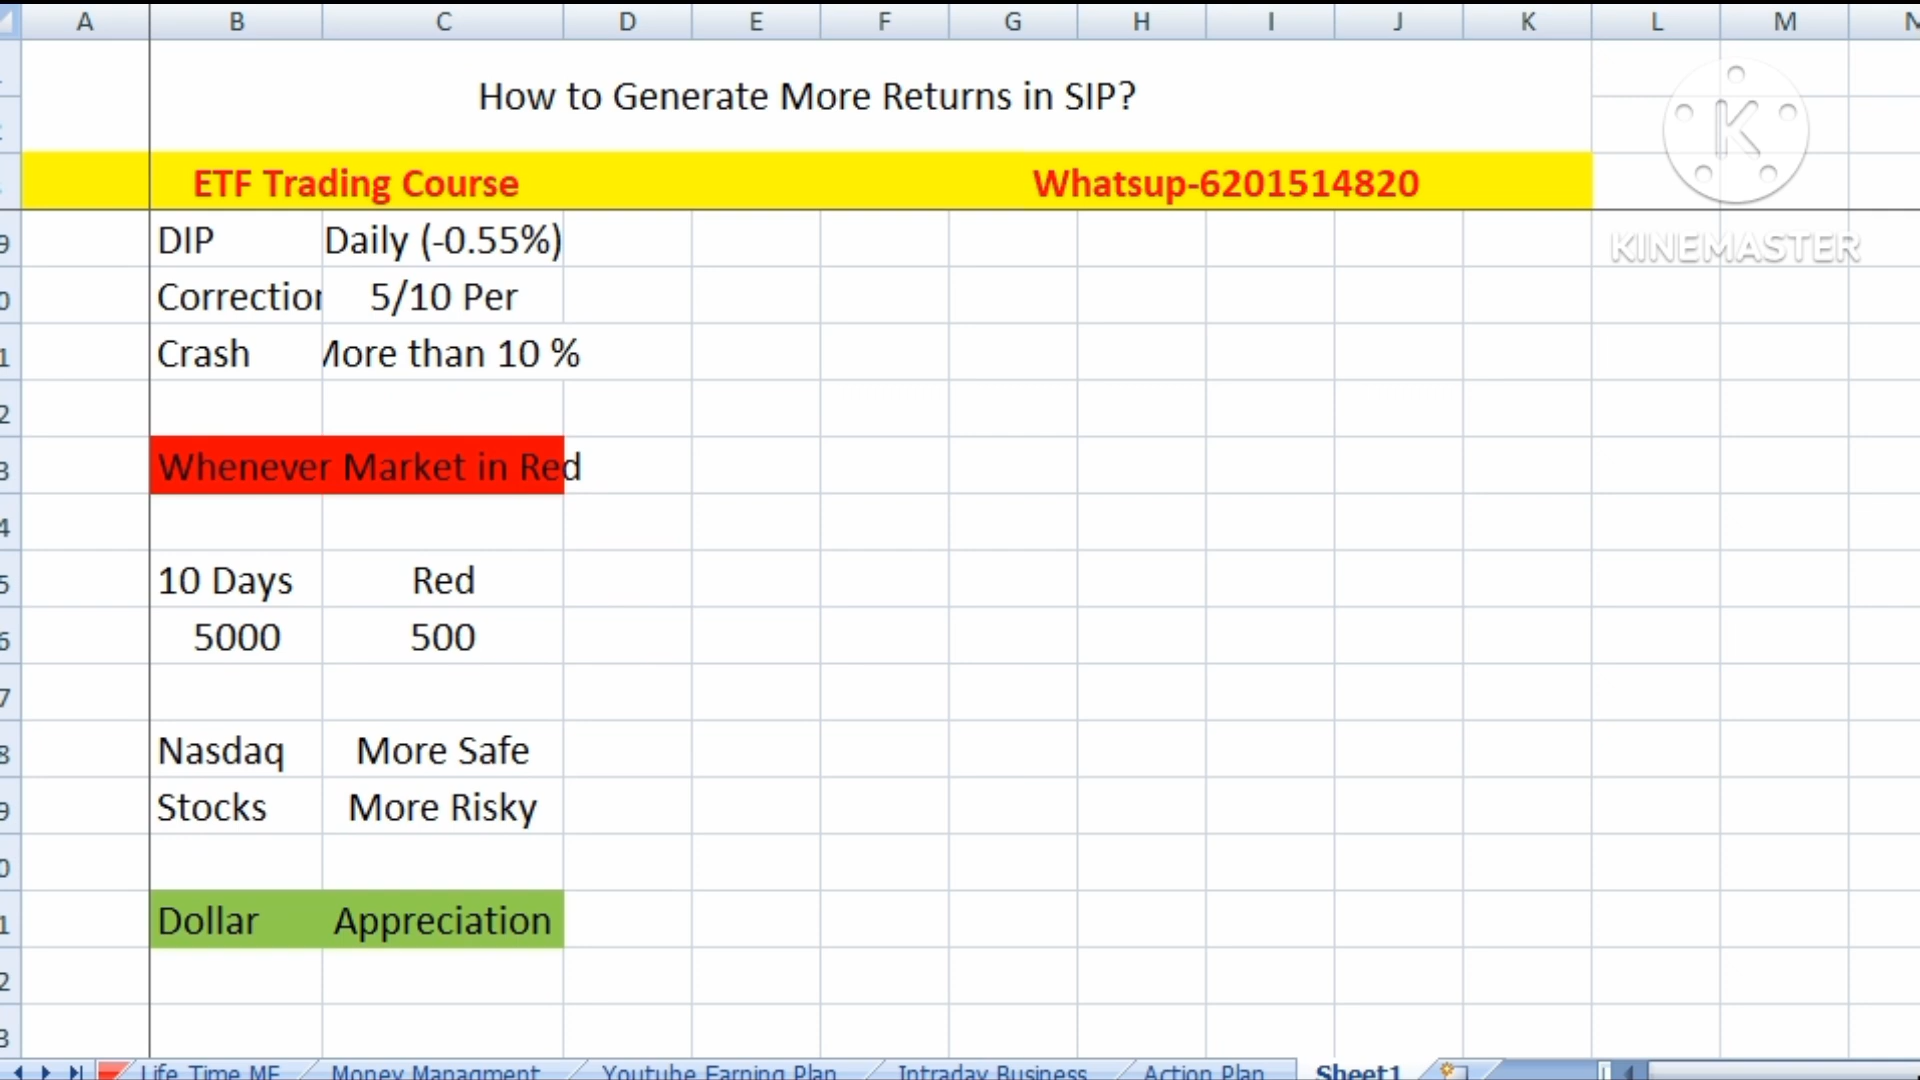 A B C D E F G H I J K L M
How to Generate More Returns in SIP?
ETF Trading Course Whatsup-6201514820
DIP Daily (-0.55%)
Correction 5/10 Per
Crash More than 10 %
Whenever Market in Red
10 Days Red
5000 500
Nasdaq More Safe
Stocks More Risky
Dollar Appreciation
Life Time MF Money Managment Youtube Earning Plan Intraday Business Action Plan Sheet1
K
KINEMASTER